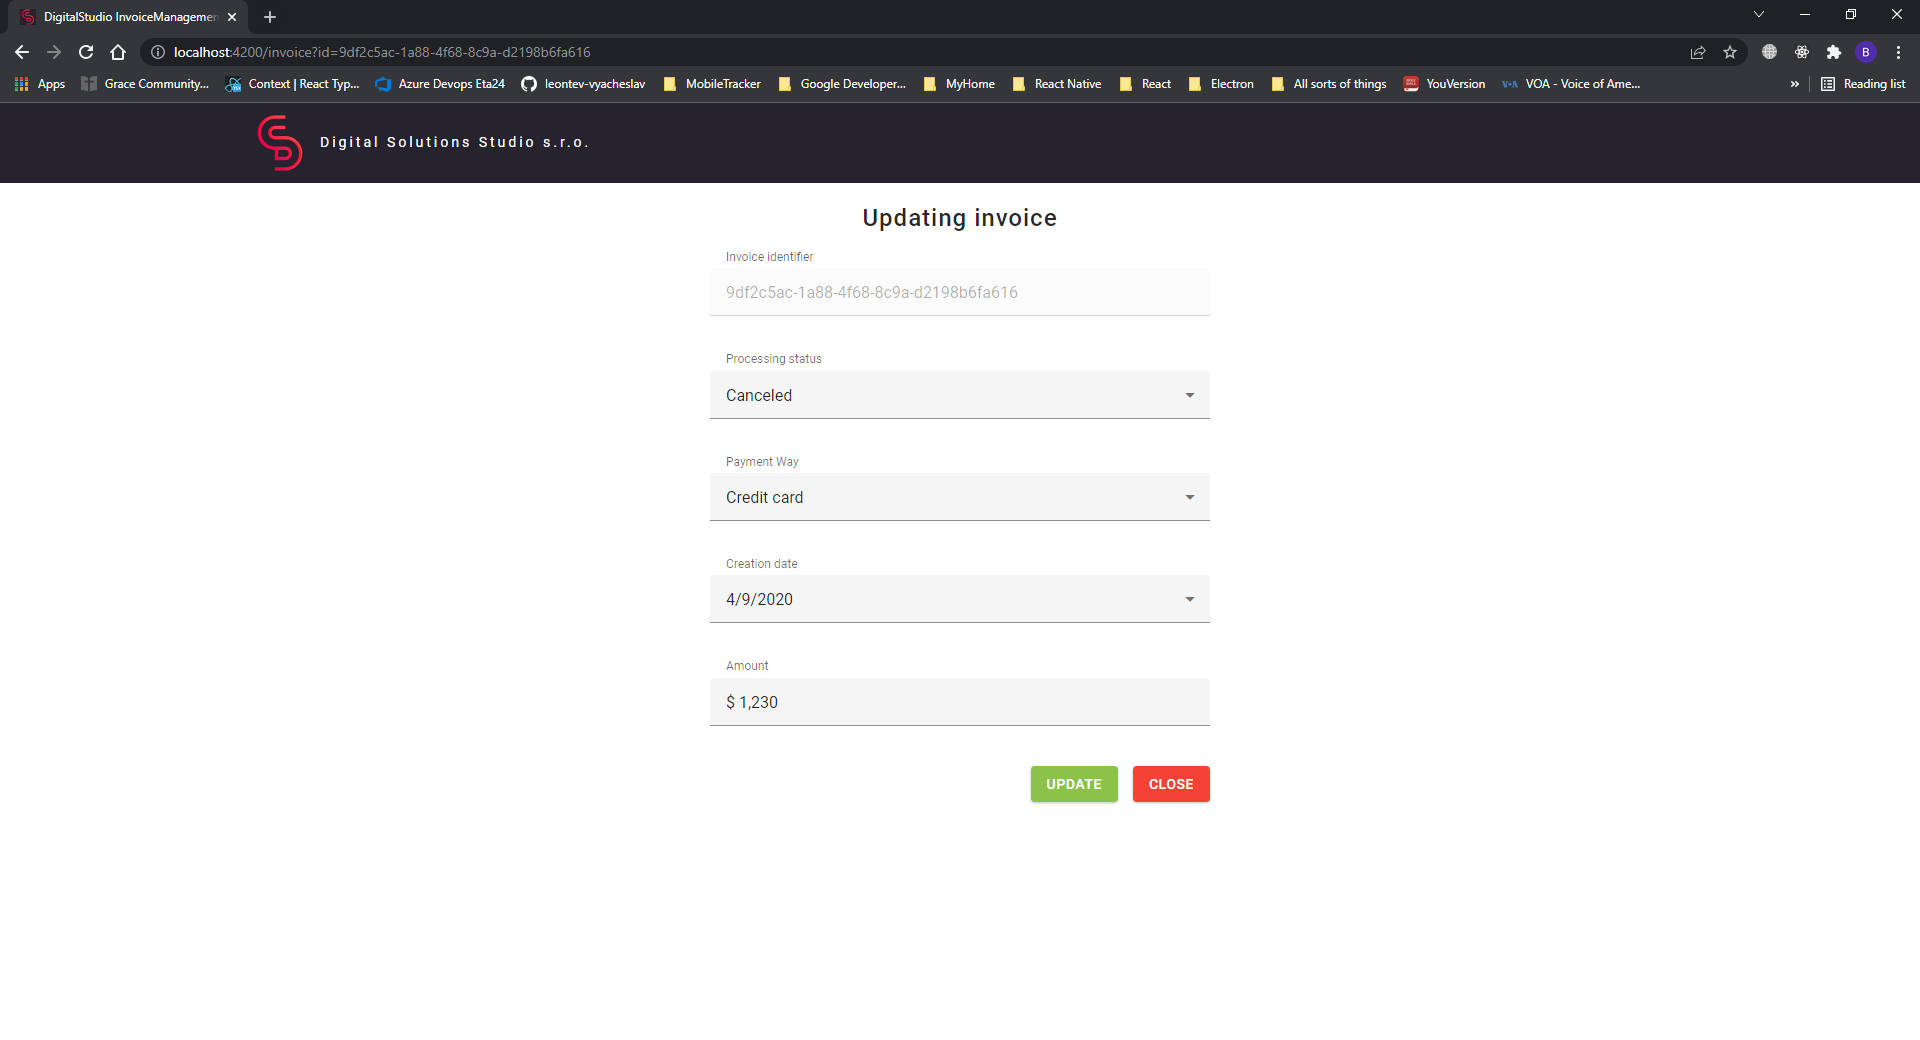 DigitalStudio InvoiceManagemen
localhost:4200/invoice?id=9df2c5ac-1a88-4f68-8c9a-d2198b6fa616
B
Apps Grace Community... Context | React Typ... Azure Devops Eta24 leontev-vyacheslav MobileTracker Google Developer... MyHome React Native React Electron All sorts of things YouVersion VOA VOA - Voice of Ame... » Reading list
Digital Solutions Studio s.r.o.
Updating invoice
Invoice identifier
9df2c5ac-1a88-4f68-8c9a-d2198b6fa616
Processing status
Canceled
Payment Way
Credit card
Creation date
4/9/2020
Amount
$ 1,230
UPDATE CLOSE